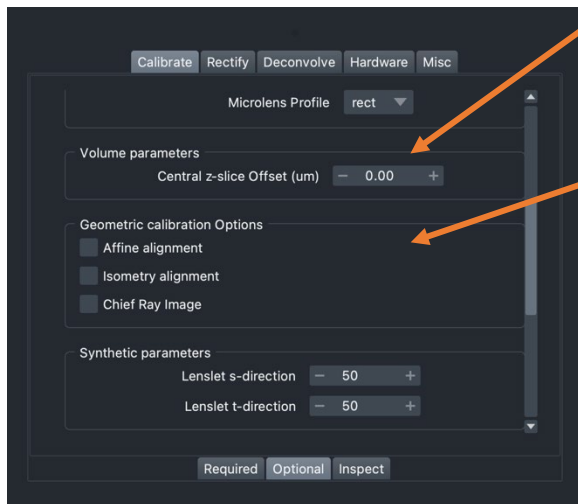 Calibrate Rectify Deconvolve Hardware Misc
Microlens Profile rect
Volume parameters
Central z-slice Offset (um) − 0.00 +
Geometric calibration Options
Affine alignment
Isometry alignment
Chief Ray Image
Synthetic parameters
Lenslet s-direction − 50 +
Lenslet t-direction − 50 +
Required Optional Inspect